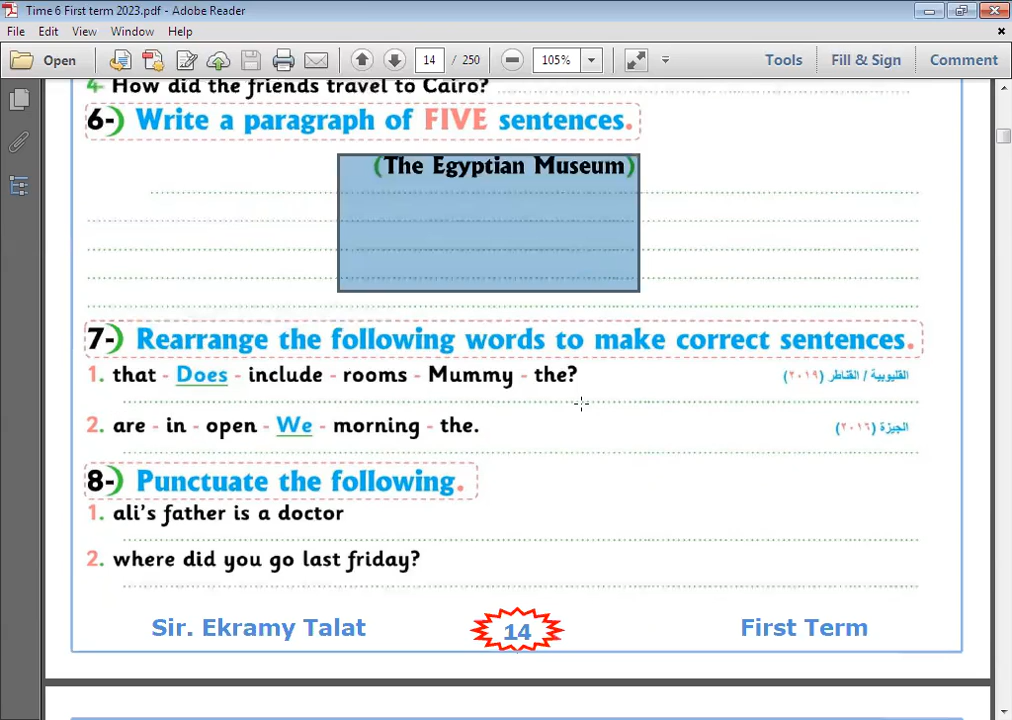 Time 6 First term 2023.pdf - Adobe Reader
File Edit View Window Help
Open 14 / 250 105% Tools Fill & Sign Comment
4- How did the friends travel to Cairo?
6-) Write a paragraph of FIVE sentences.
(The Egyptian Museum)
7-) Rearrange the following words to make correct sentences.
1. that - Does - include - rooms - Mummy - the? القليوبية / القناطر (٢٠١٩)
2. are - in - open - We - morning - the. الجيزة (٢٠١٦)
8-) Punctuate the following.
1. ali's father is a doctor
2. where did you go last friday?
Sir. Ekramy Talat 14 First Term